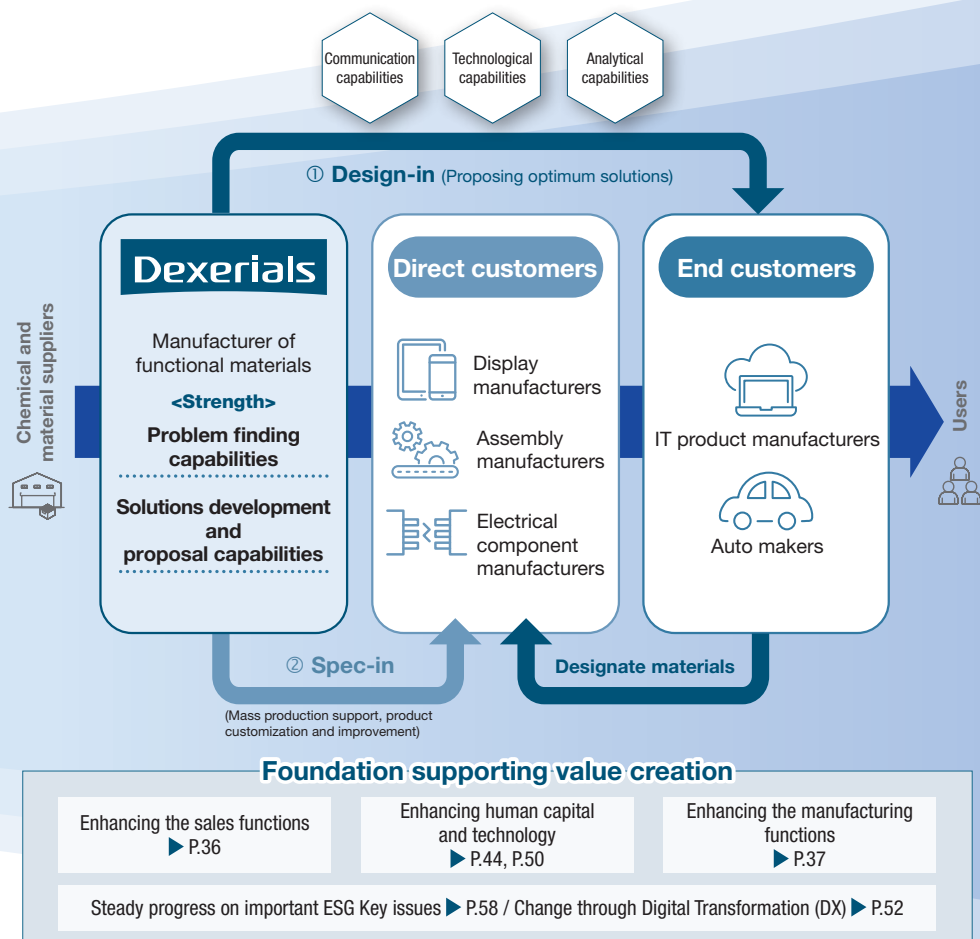 Communication
capabilities
Technological
capabilities
Analytical
capabilities
① Design-in (Proposing optimum solutions)
Chemical and
material suppliers
Dexerials
Manufacturer of
functional materials
<Strength>
Problem finding
capabilities
Solutions development
and
proposal capabilities
Direct customers
Display
manufacturers
Assembly
manufacturers
Electrical
component
manufacturers
End customers
IT product manufacturers
Auto makers
Users
② Spec-in
(Mass production support, product
customization and improvement)
Designate materials
Foundation supporting value creation
Enhancing the sales functions
▶ P.36
Enhancing human capital
and technology
▶ P.44, P.50
Enhancing the manufacturing
functions
▶ P.37
Steady progress on important ESG Key issues ▶ P.58 / Change through Digital Transformation (DX) ▶ P.52